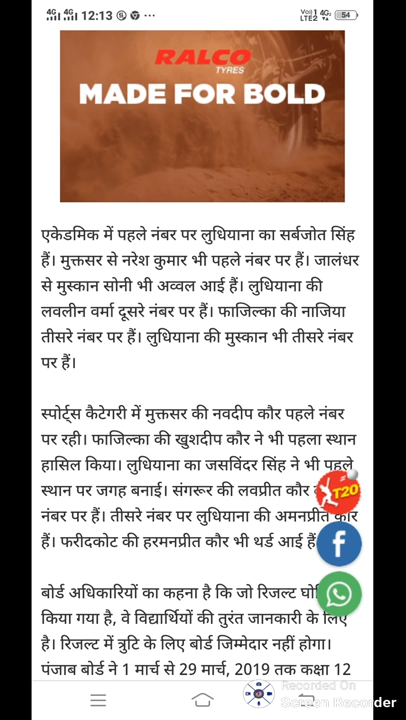 4G 4G 12:13
Vo) 1 4G
LTE2
54
RALCO
TYRES
MADE FOR BOLD
एकेडमिक में पहले नंबर पर लुधियाना का सर्बजोत सिंह
हैं। मुक्तसर से नरेश कुमार भी पहले नंबर पर हैं। जालंधर
से मुस्कान सोनी भी अव्वल आई हैं। लुधियाना की
लवलीन वर्मा दूसरे नंबर पर हैं। फाजिल्का की नाजिया
तीसरे नंबर पर हैं। लुधियाना की मुस्कान भी तीसरे नंबर
पर हैं।
स्पोर्ट्स कैटेगरी में मुक्तसर की नवदीप कौर पहले नंबर
पर रही। फाजिल्का की खुशदीप कौर ने भी पहला स्थान
हासिल किया। लुधियाना का जसविंदर सिंह ने भी पहले
स्थान पर जगह बनाई। संगरूर की लवप्रीत कौर
T20
नंबर पर हैं। तीसरे नंबर पर लुधियाना की अमनप्रीत कौर
हैं। फरीदकोट की हरमनप्रीत कौर भी थर्ड आई हैं
बोर्ड अधिकारियों का कहना है कि जो रिजल्ट
किया गया है, वे विद्यार्थियों की तुरंत जानकारी के लिए
है। रिजल्ट में त्रुटि के लिए बोर्ड जिम्मेदार नहीं होगा।
पंजाब बोर्ड ने 1 मार्च से 29 मार्च, 2019 तक कक्षा 12
Recorded On
Screen Recorder